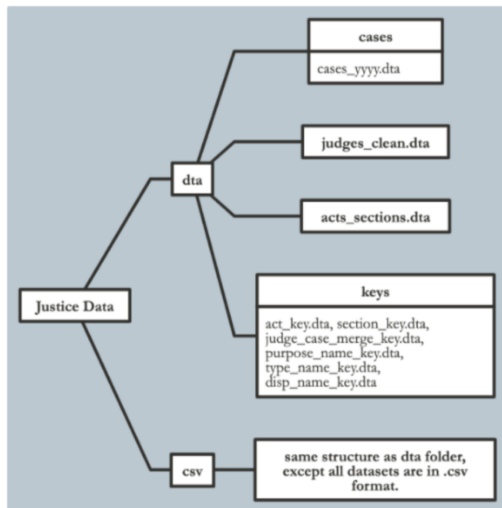 cases
cases_yyyy.dta
judges_clean.dta
dta
acts_sections.dta
keys
Justice Data
act_key.dta, section_key.dta,
judge_case_merge_key.dta,
purpose_name_key.dta,
type_name_key.dta,
disp_name_key.dta
csv
same structure as dta folder,
except all datasets are in .csv
format.